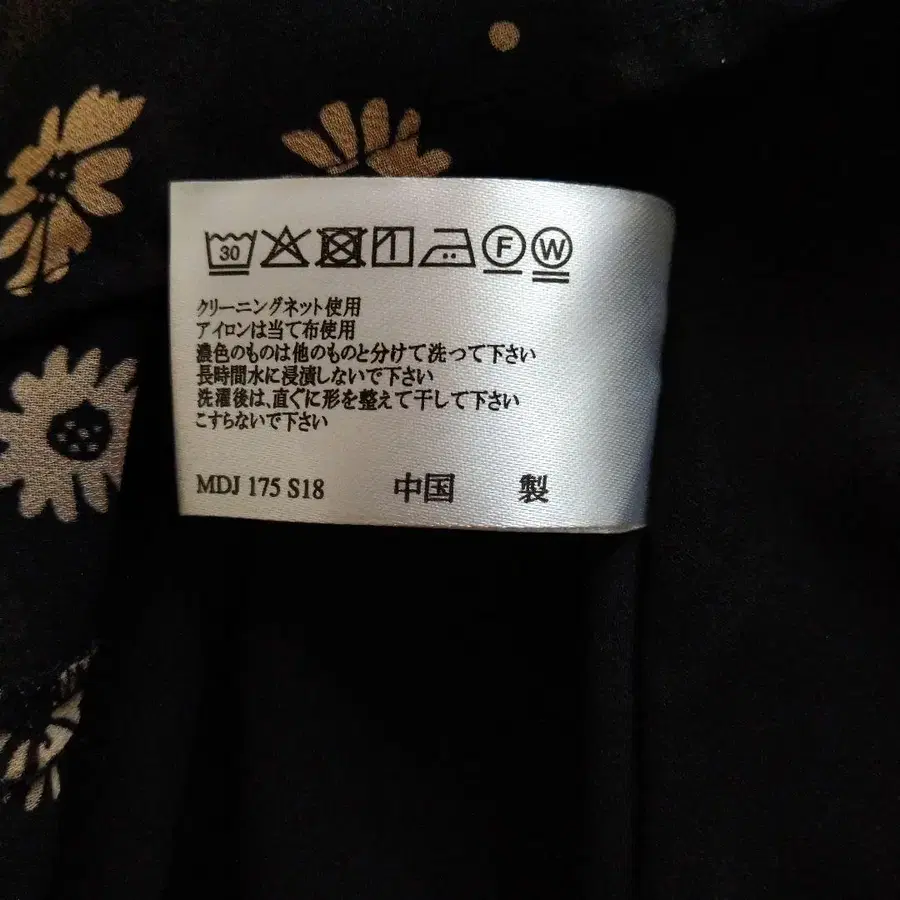 30 F W
クリーニングネット使用
アイロンは当て布使用
濃色のものは他のものと分けて洗って下さい
長時間水に浸漬しないで下さい
洗濯後は、直ぐに形を整えて干して下さい
こすらないで下さい
MDJ 175 S18 中国 製